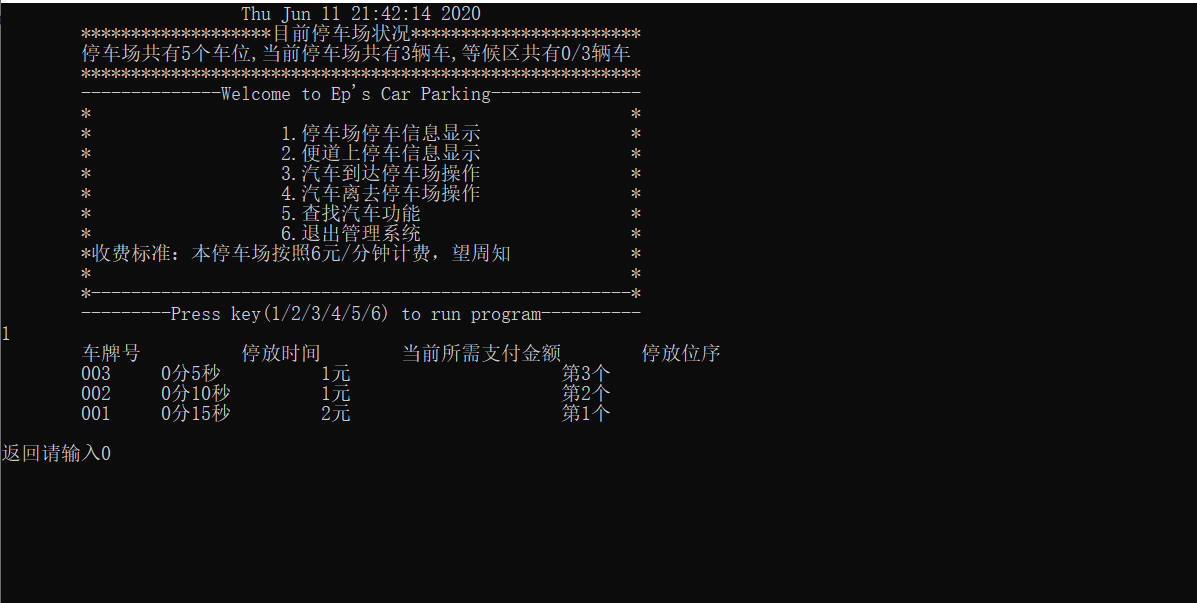 Thu Jun 11 21:42:14 2020
*******************目前停车场状况***********************
停车场共有5个车位,当前停车场共有3辆车,等候区共有0/3辆车
********************************************************
--------------Welcome to Ep's Car Parking---------------
* *
* 1.停车场停车信息显示 *
* 2.便道上停车信息显示 *
* 3.汽车到达停车场操作 *
* 4.汽车离去停车场操作 *
* 5.查找汽车功能 *
* 6.退出管理系统 *
*收费标准：本停车场按照6元/分钟计费，望周知 *
* *
*------------------------------------------------------*
---------Press key(1/2/3/4/5/6) to run program----------
1
车牌号 停放时间 当前所需支付金额 停放位序
003 0分5秒 1元 第3个
002 0分10秒 1元 第2个
001 0分15秒 2元 第1个
返回请输入0